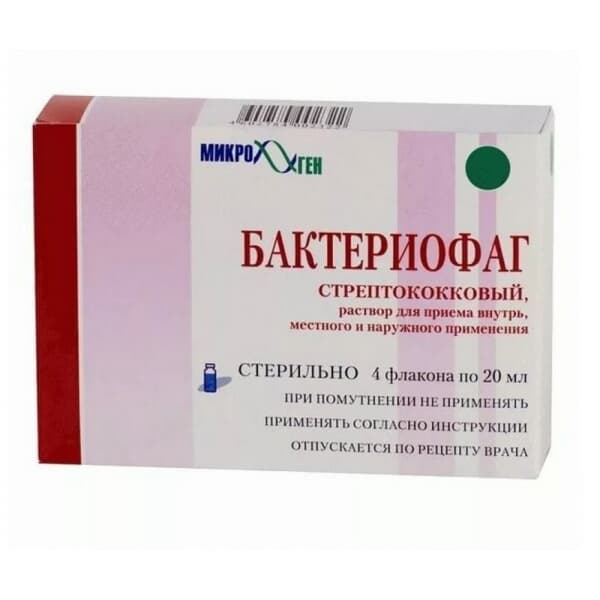 МИКРО ГЕН
БАКТЕРИОФАГ
СТРЕПТОКОККОВЫЙ,
раствор для приема внутрь,
местного и наружного применения
СТЕРИЛЬНО 4 флакона по 20 мл
ПРИ ПОМУТНЕНИИ НЕ ПРИМЕНЯТЬ
ПРИМЕНЯТЬ СОГЛАСНО ИНСТРУКЦИИ
ОТПУСКАЕТСЯ ПО РЕЦЕПТУ ВРАЧА